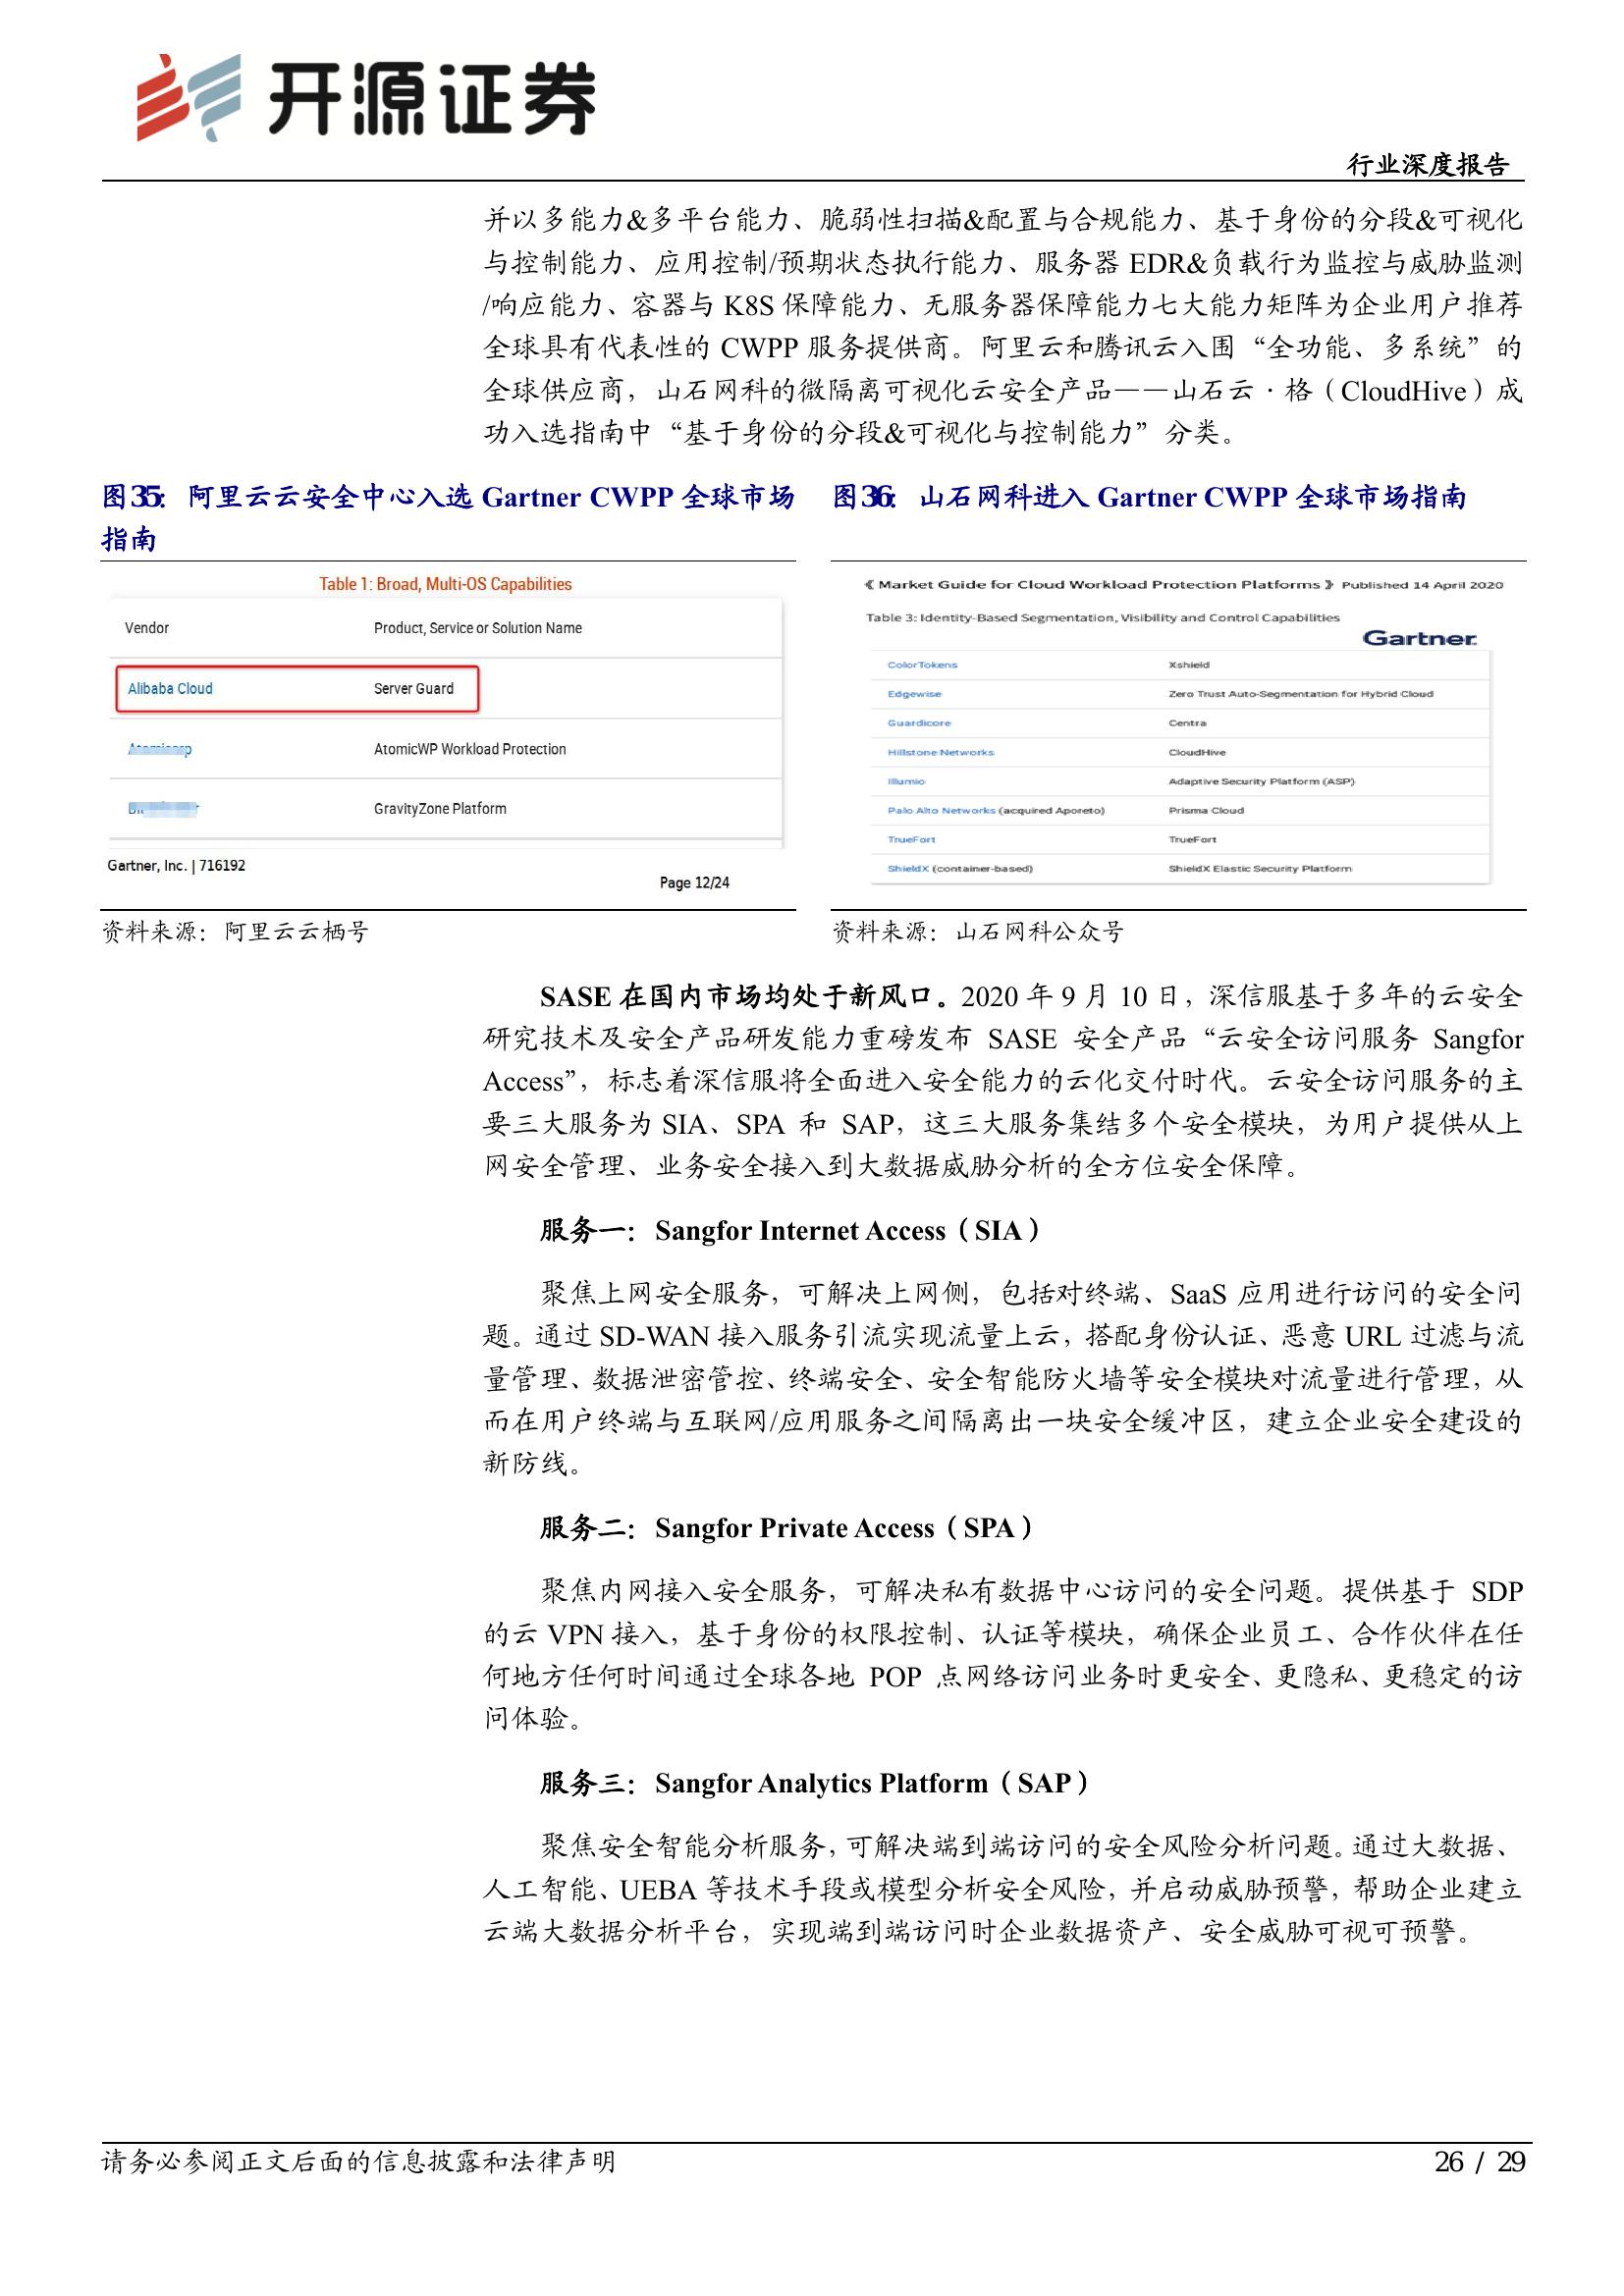 开源证券
行业深度报告
并以多能力&多平台能力、脆弱性扫描&配置与合规能力、基于身份的分段&可视化
与控制能力、应用控制/预期状态执行能力、服务器 EDR&负载行为监控与威胁监测
/响应能力、容器与 K8S 保障能力、无服务器保障能力七大能力矩阵为企业用户推荐
全球具有代表性的 CWPP 服务提供商。阿里云和腾讯云入围“全功能、多系统”的
全球供应商，山石网科的微隔离可视化云安全产品——山石云·格（CloudHive）成
功入选指南中“基于身份的分段&可视化与控制能力”分类。
图35：阿里云云安全中心入选 Gartner CWPP 全球市场
指南
Table 1: Broad, Multi-OS Capabilities
Vendor Product, Service or Solution Name
Alibaba Cloud Server Guard
AtomicWP Workload Protection
GravityZone Platform
Gartner, Inc. | 716192
Page 12/24
资料来源：阿里云云栖号
图36：山石网科进入 Gartner CWPP 全球市场指南
《 Market Guide for Cloud Workload Protection Platforms 》 Published 14 April 2020
Table 3: Identity-Based Segmentation, Visibility and Control Capabilities
Gartner
ColorTokens Xshield
Edgewise Zero Trust Auto-Segmentation for Hybrid Cloud
Guardicore Centra
Hillstone Networks CloudHive
Illumio Adaptive Security Platform (ASP)
Palo Alto Networks (acquired Aporeto) Prisma Cloud
TrueFort TrueFort
ShieldX (container-based) ShieldX Elastic Security Platform
资料来源：山石网科公众号
SASE 在国内市场均处于新风口。2020 年 9 月 10 日，深信服基于多年的云安全
研究技术及安全产品研发能力重磅发布 SASE 安全产品“云安全访问服务 Sangfor
Access”，标志着深信服将全面进入安全能力的云化交付时代。云安全访问服务的主
要三大服务为 SIA、SPA 和 SAP，这三大服务集结多个安全模块，为用户提供从上
网安全管理、业务安全接入到大数据威胁分析的全方位安全保障。
服务一：Sangfor Internet Access（SIA）
聚焦上网安全服务，可解决上网侧，包括对终端、SaaS 应用进行访问的安全问
题。通过 SD-WAN 接入服务引流实现流量上云，搭配身份认证、恶意 URL 过滤与流
量管理、数据泄密管控、终端安全、安全智能防火墙等安全模块对流量进行管理，从
而在用户终端与互联网/应用服务之间隔离出一块安全缓冲区，建立企业安全建设的
新防线。
服务二：Sangfor Private Access（SPA）
聚焦内网接入安全服务，可解决私有数据中心访问的安全问题。提供基于 SDP
的云 VPN 接入，基于身份的权限控制、认证等模块，确保企业员工、合作伙伴在任
何地方任何时间通过全球各地 POP 点网络访问业务时更安全、更隐私、更稳定的访
问体验。
服务三：Sangfor Analytics Platform（SAP）
聚焦安全智能分析服务，可解决端到端访问的安全风险分析问题。通过大数据、
人工智能、UEBA 等技术手段或模型分析安全风险，并启动威胁预警，帮助企业建立
云端大数据分析平台，实现端到端访问时企业数据资产、安全威胁可视可预警。
请务必参阅正文后面的信息披露和法律声明
26 / 29